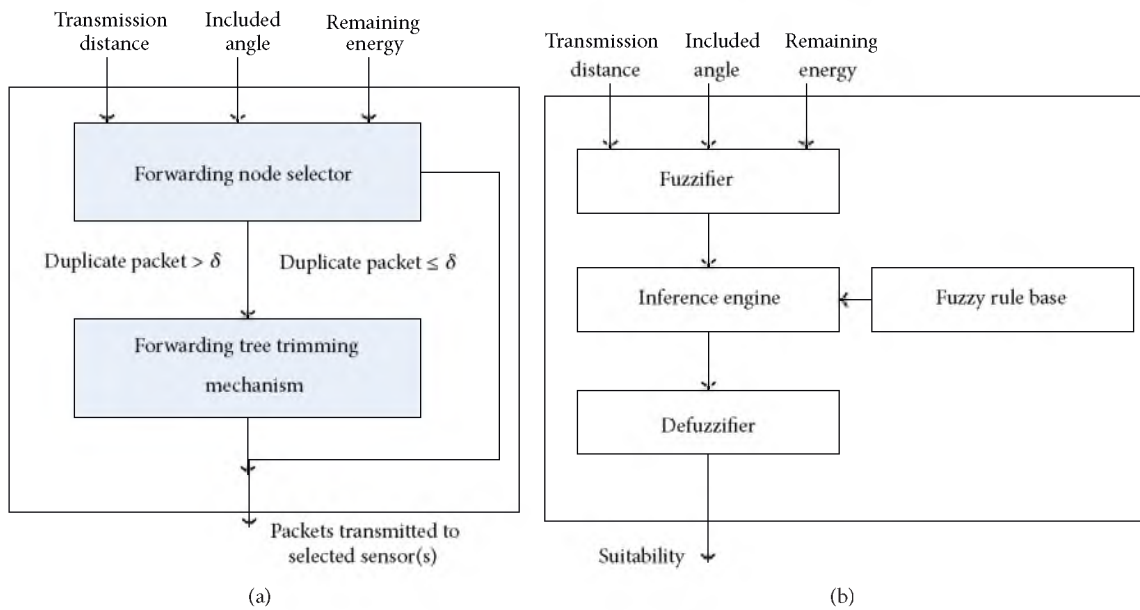 Transmission
distance
Included
angle
Remaining
energy
Forwarding node selector
Duplicate packet > δ
Duplicate packet ≤ δ
Forwarding tree trimming
mechanism
Packets transmitted to
selected sensor(s)
(a)
Transmission
distance
Included
angle
Remaining
energy
Fuzzifier
Inference engine
Fuzzy rule base
Defuzzifier
Suitability
(b)